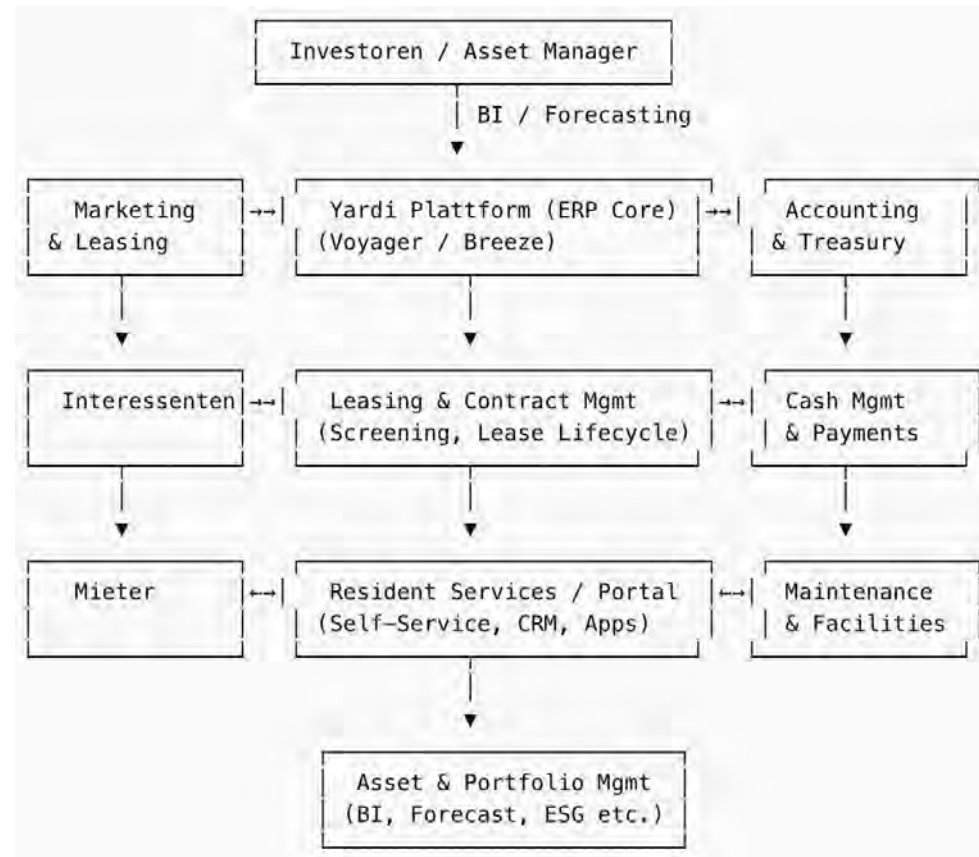 Investoren / Asset Manager
BI / Forecasting
Marketing
& Leasing
Yardi Plattform (ERP Core)
(Voyager / Breeze)
Accounting
& Treasury
Interessenten
Leasing & Contract Mgmt
(Screening, Lease Lifecycle)
Cash Mgmt
& Payments
Mieter
Resident Services / Portal
(Self–Service, CRM, Apps)
Maintenance
& Facilities
Asset & Portfolio Mgmt
(BI, Forecast, ESG etc.)